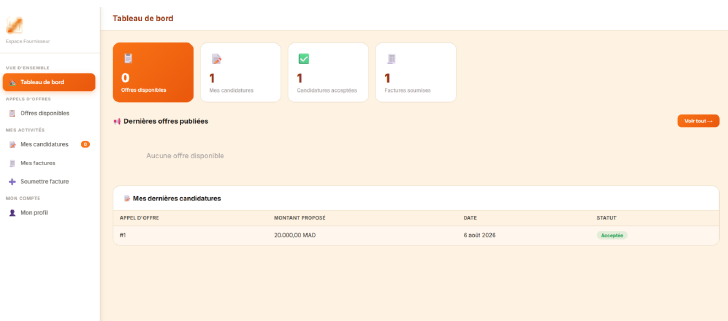 Tableau de bord
Espace Fournisseur
VUE D'ENSEMBLE
Tableau de bord
APPELS D'OFFRES
Offres disponibles
MES ACTIVITÉS
Mes candidatures
Mes factures
Soumettre facture
MON COMPTE
Mon profil
0
Offres disponibles
1
Mes candidatures
1
Candidatures acceptées
1
Factures soumises
Dernières offres publiées
Voir tout →
Aucune offre disponible
Mes dernières candidatures
APPEL D'OFFRE MONTANT PROPOSÉ DATE STATUT
#1 20.000,00 MAD 6 août 2026 Acceptée